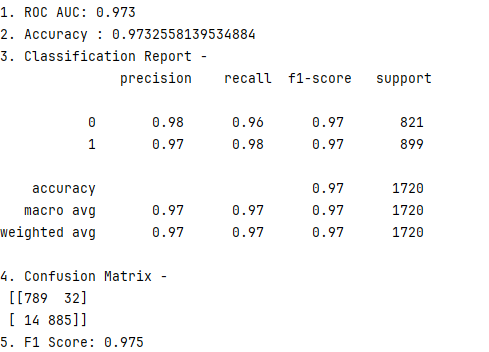 1. ROC AUC: 0.973
2. Accuracy : 0.9732558139534884
3. Classification Report -
              precision    recall  f1-score   support

           0       0.98      0.96      0.97       821
           1       0.97      0.98      0.97       899

    accuracy                           0.97      1720
   macro avg       0.97      0.97      0.97      1720
weighted avg       0.97      0.97      0.97      1720

4. Confusion Matrix -
 [[789  32]
 [ 14 885]]
5. F1 Score: 0.975